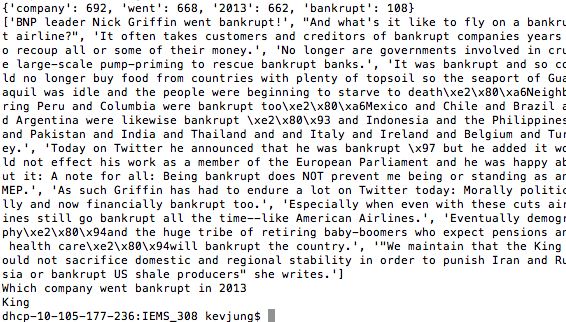 {'company': 692, 'went': 668, '2013': 662, 'bankrupt': 108}
['BNP leader Nick Griffin went bankrupt!', "And what's it like to fly on a bankru
t airline?", 'It often takes customers and creditors of bankrupt companies years
o recoup all or some of their money.', 'No longer are governments involved in cru
e large-scale pump-priming to rescue bankrupt banks.', 'It was bankrupt and so co
ld no longer buy food from countries with plenty of topsoil so the seaport of Gua
aquil was idle and the people were beginning to starve to death\xe2\x80\xa6Neighb
ring Peru and Columbia were bankrupt too\xe2\x80\xa6Mexico and Chile and Brazil a
d Argentina were likewise bankrupt \xe2\x80\x93 and Indonesia and the Philippines
and Pakistan and India and Thailand and and Italy and Ireland and Belgium and Tur
ey.', 'Today on Twitter he announced that he was bankrupt \x97 but he added it wo
ld not effect his work as a member of the European Parliament and he was happy ab
ut it: A note for all: Being bankrupt does NOT prevent me being or standing as an
MEP.', 'As such Griffin has had to endure a lot on Twitter today: Morally politic
lly and now financially bankrupt too.', 'Especially when even with these cuts air
ines still go bankrupt all the time--like American Airlines.', 'Eventually demogr
phy\xe2\x80\x94and the huge tribe of retiring baby-boomers who expect pensions an
health care\xe2\x80\x94will bankrupt the country.', '"We maintain that the King
ould not sacrifice domestic and regional stability in order to punish Iran and Ru
sia or bankrupt US shale producers" she writes.']
Which company went bankrupt in 2013
King
dhcp-10-105-177-236:IEMS_308 kevjung$